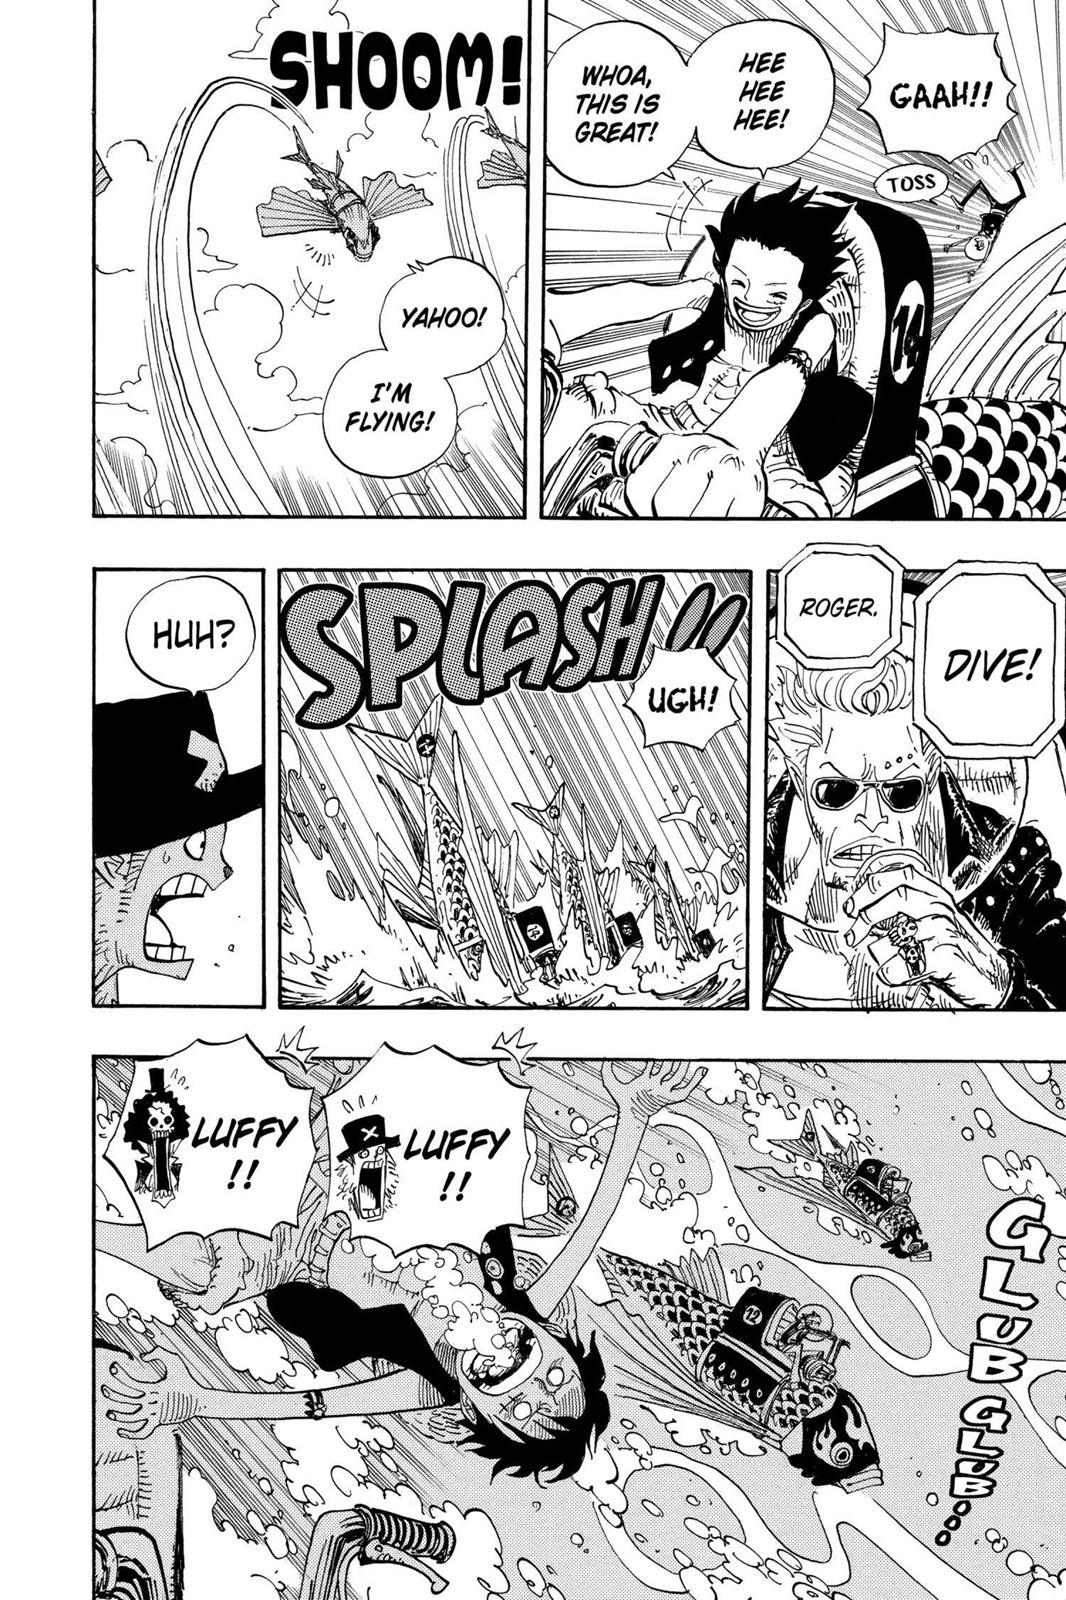 GAAH!!
TOSS
HEE
HEE
HEE!
WHOA,
THIS IS
GREAT!
14
SHOOM!
YAHOO!
I'M
FLYING!
DIVE!
ROGER.
SPLASH!!
UGH!
HUH?
LUFFY
!!
LUFFY
!!
12
GLUB GLUB...